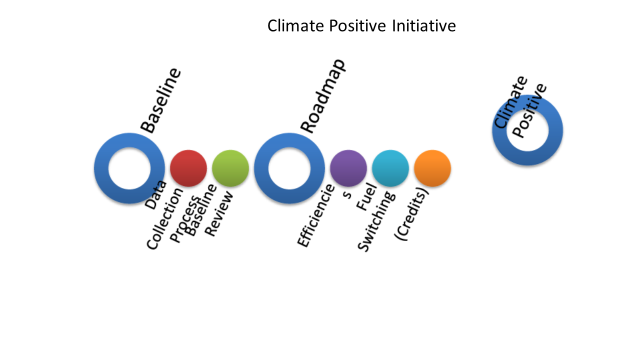 Climate Positive Initiative
Baseline
Data
Collection
Process
Baseline
Review
Roadmap
Efficiencie
s
Fuel
Switching
(Credits)
Climate
Positive